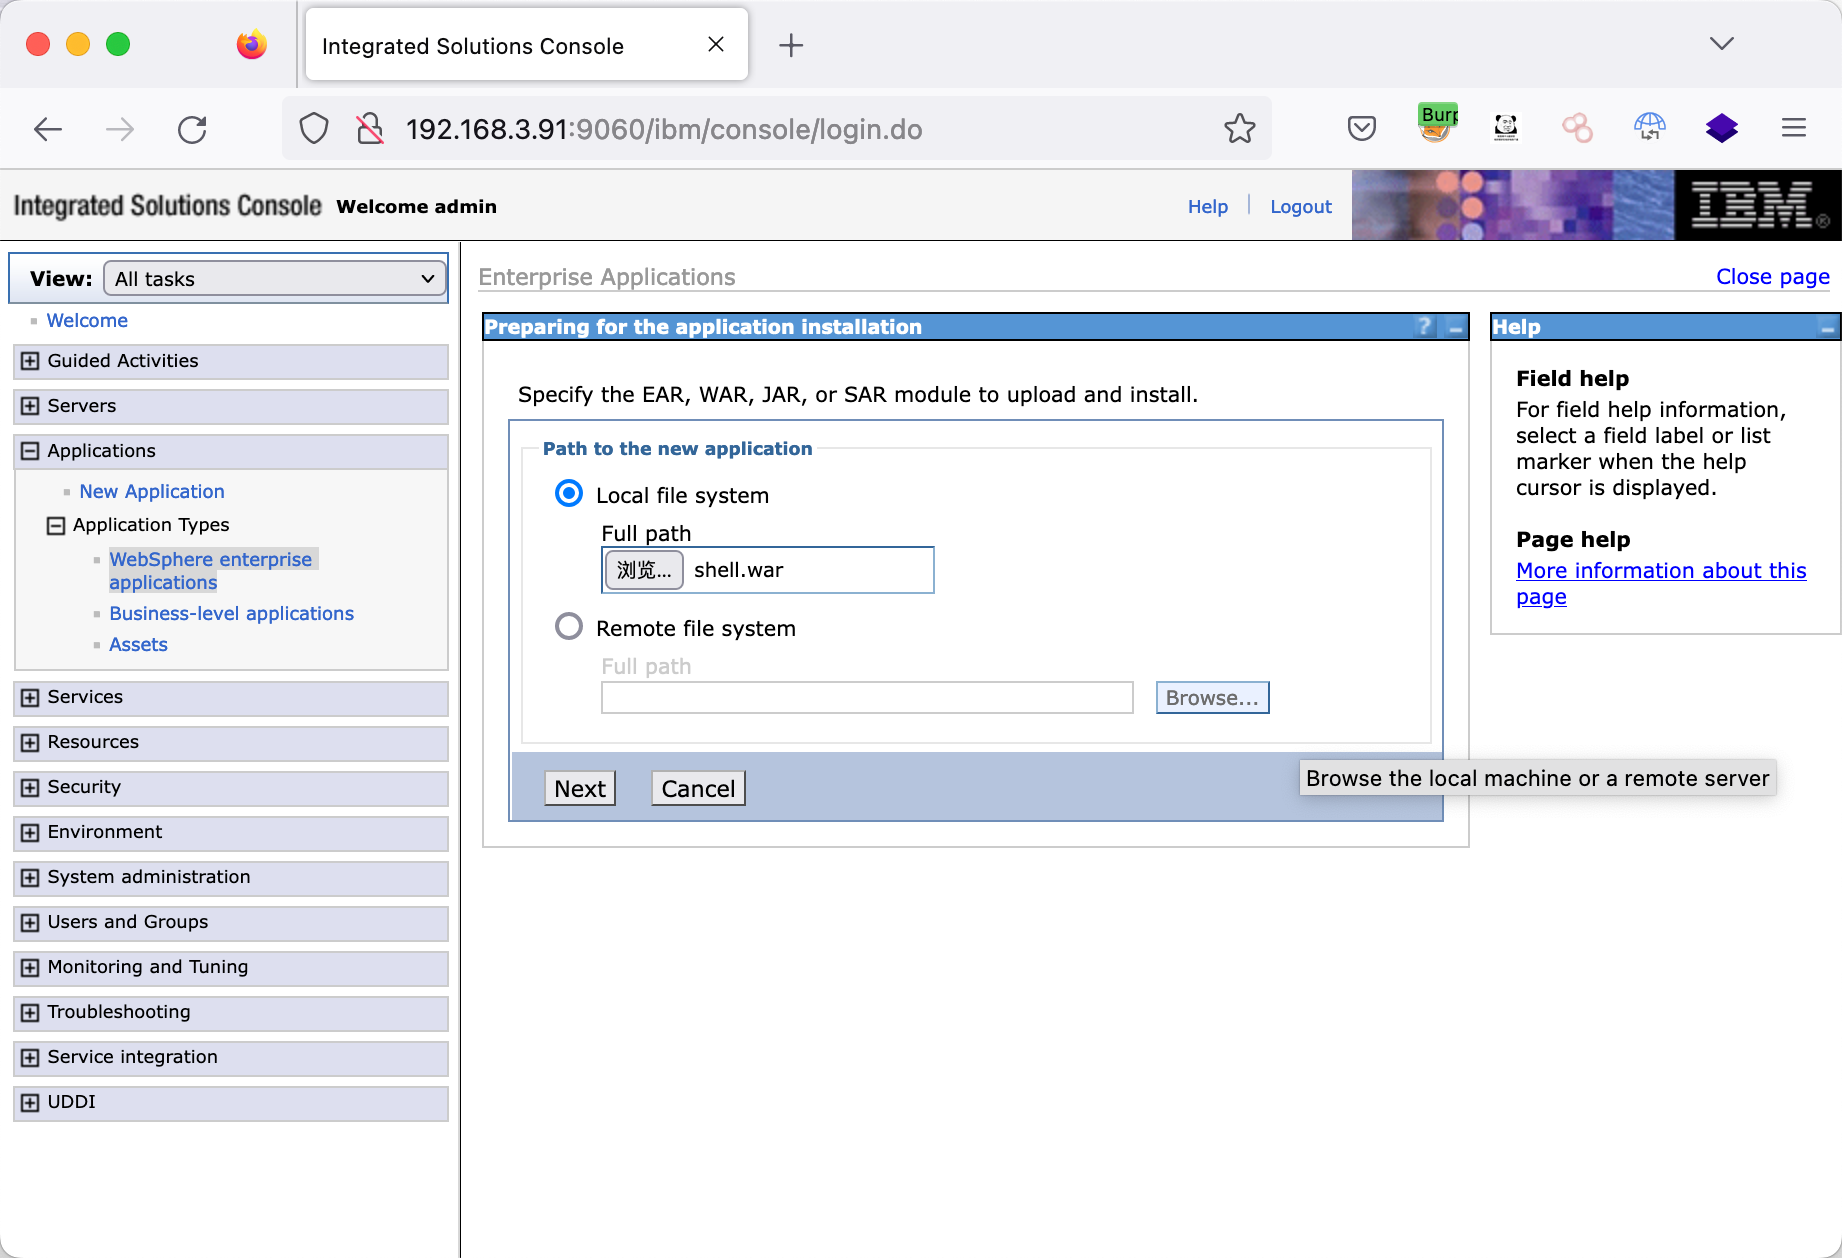 Integrated Solutions Console
192.168.3.91:9060/ibm/console/login.do
Burp
Integrated Solutions Console Welcome admin
Help
Logout
IBM®
View: All tasks
Welcome
Guided Activities
Servers
Applications
New Application
Application Types
WebSphere enterprise
applications
Business-level applications
Assets
Services
Resources
Security
Environment
System administration
Users and Groups
Monitoring and Tuning
Troubleshooting
Service integration
UDDI
Enterprise Applications
Close page
Preparing for the application installation ?
Specify the EAR, WAR, JAR, or SAR module to upload and install.
Path to the new application
Local file system
Full path
浏览... shell.war
Remote file system
Full path
Browse...
Next
Cancel
Browse the local machine or a remote server
Help
Field help
For field help information,
select a field label or list
marker when the help
cursor is displayed.
Page help
More information about this
page